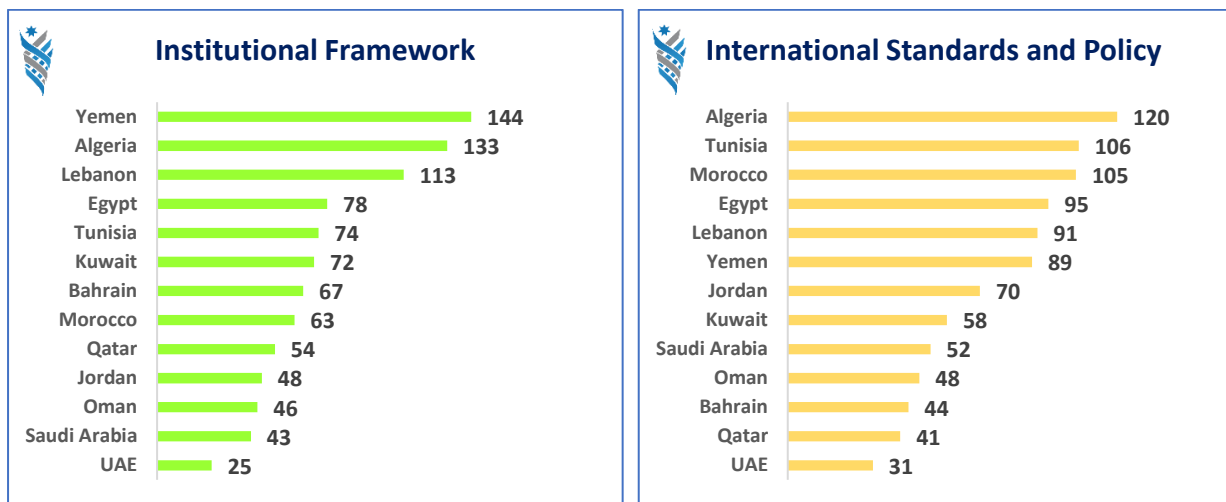 Institutional Framework
Yemen 144
Algeria 133
Lebanon 113
Egypt 78
Tunisia 74
Kuwait 72
Bahrain 67
Morocco 63
Qatar 54
Jordan 48
Oman 46
Saudi Arabia 43
UAE 25
International Standards and Policy
Algeria 120
Tunisia 106
Morocco 105
Egypt 95
Lebanon 91
Yemen 89
Jordan 70
Kuwait 58
Saudi Arabia 52
Oman 48
Bahrain 44
Qatar 41
UAE 31